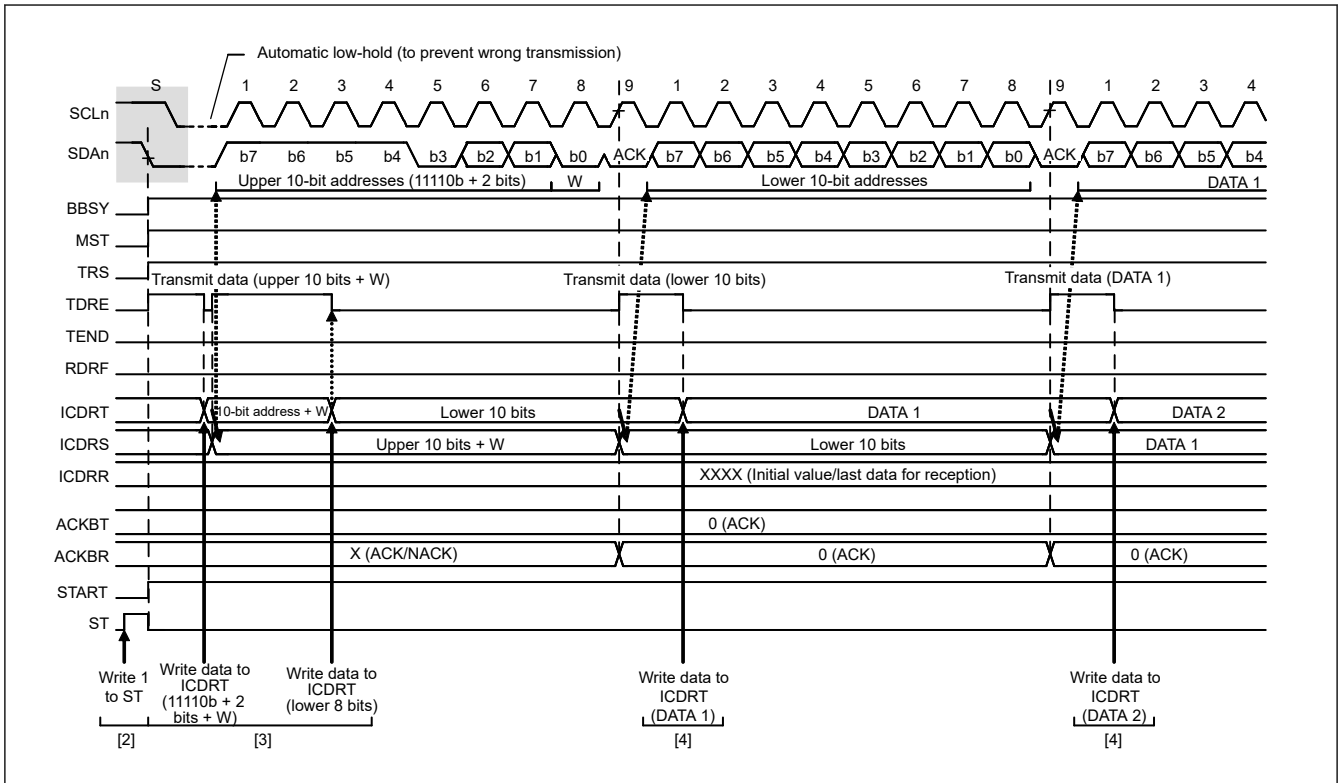 Automatic low-hold (to prevent wrong transmission)
S 1 2 3 4 5 6 7 8 9 1 2 3 4 5 6 7 8 9 1 2 3 4
SCLn
SDAn b7 b6 b5 b4 b3 b2 b1 b0 ACK b7 b6 b5 b4 b3 b2 b1 b0 ACK b7 b6 b5 b4
Upper 10-bit addresses (11110b + 2 bits) W Lower 10-bit addresses DATA 1
BBSY
MST
TRS
Transmit data (upper 10 bits + W) Transmit data (lower 10 bits) Transmit data (DATA 1)
TDRE
TEND
RDRF
ICDRT 10-bit address + W Lower 10 bits DATA 1 DATA 2
ICDRS Upper 10 bits + W Lower 10 bits DATA 1
ICDRR XXXX (Initial value/last data for reception)
ACKBT 0 (ACK)
ACKBR X (ACK/NACK) 0 (ACK) 0 (ACK)
START
ST
Write 1
to ST
Write data to
ICDRT
(11110b + 2
bits + W)
Write data to
ICDRT
(lower 8 bits)
Write data to
ICDRT
(DATA 1)
Write data to
ICDRT
(DATA 2)
[2] [3] [4] [4]